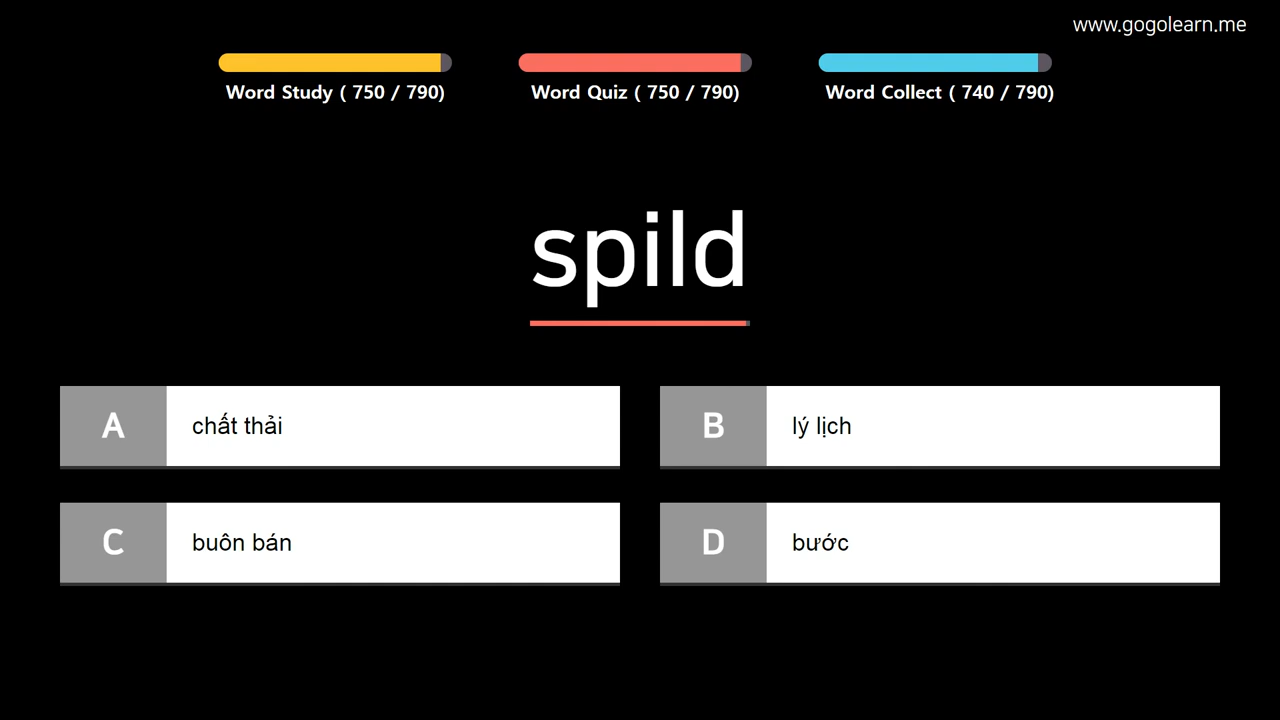 www.gogolearn.me
Word Study ( 750 / 790)
Word Quiz ( 750 / 790)
Word Collect ( 740 / 790)
spild
A
chất thải
B
lý lịch
C
buôn bán
D
bước